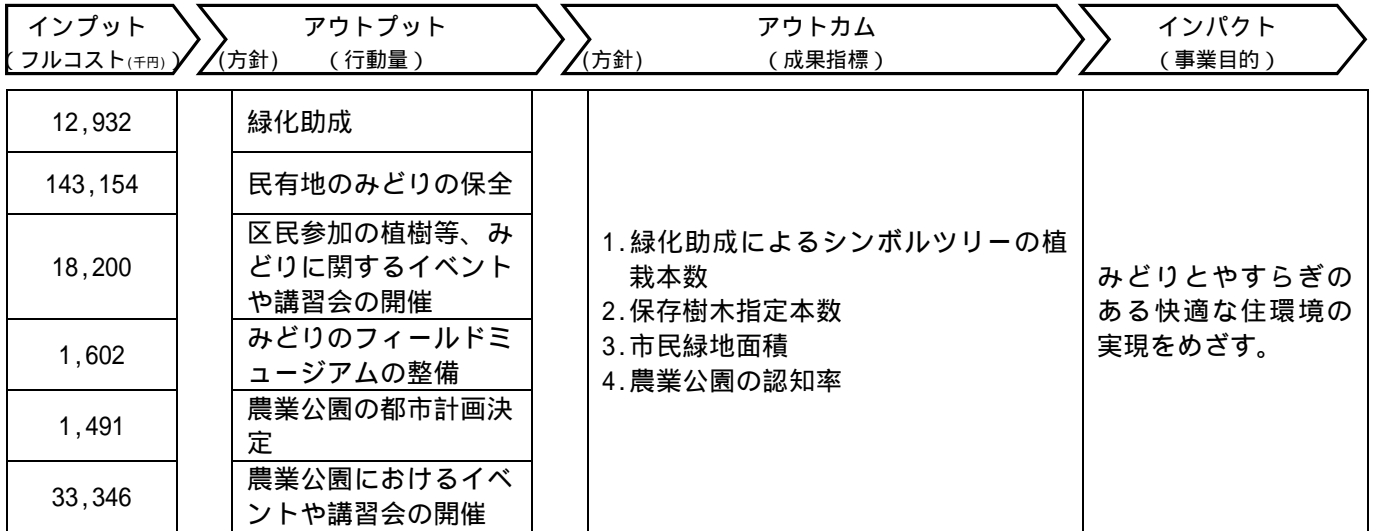 インプット
(フルコスト(千円))
アウトプット
(方針) (行動量)
アウトカム
(方針) (成果指標)
インパクト
(事業目的)
12,932
緑化助成
143,154
民有地のみどりの保全
18,200
区民参加の植樹等、み
どりに関するイベント
や講習会の開催
1,602
みどりのフィールドミ
ュージアムの整備
1,491
農業公園の都市計画決
定
33,346
農業公園におけるイベ
ントや講習会の開催
1.緑化助成によるシンボルツリーの植
栽本数
2.保存樹木指定本数
3.市民緑地面積
4.農業公園の認知率
みどりとやすらぎの
ある快適な住環境の
実現をめざす。